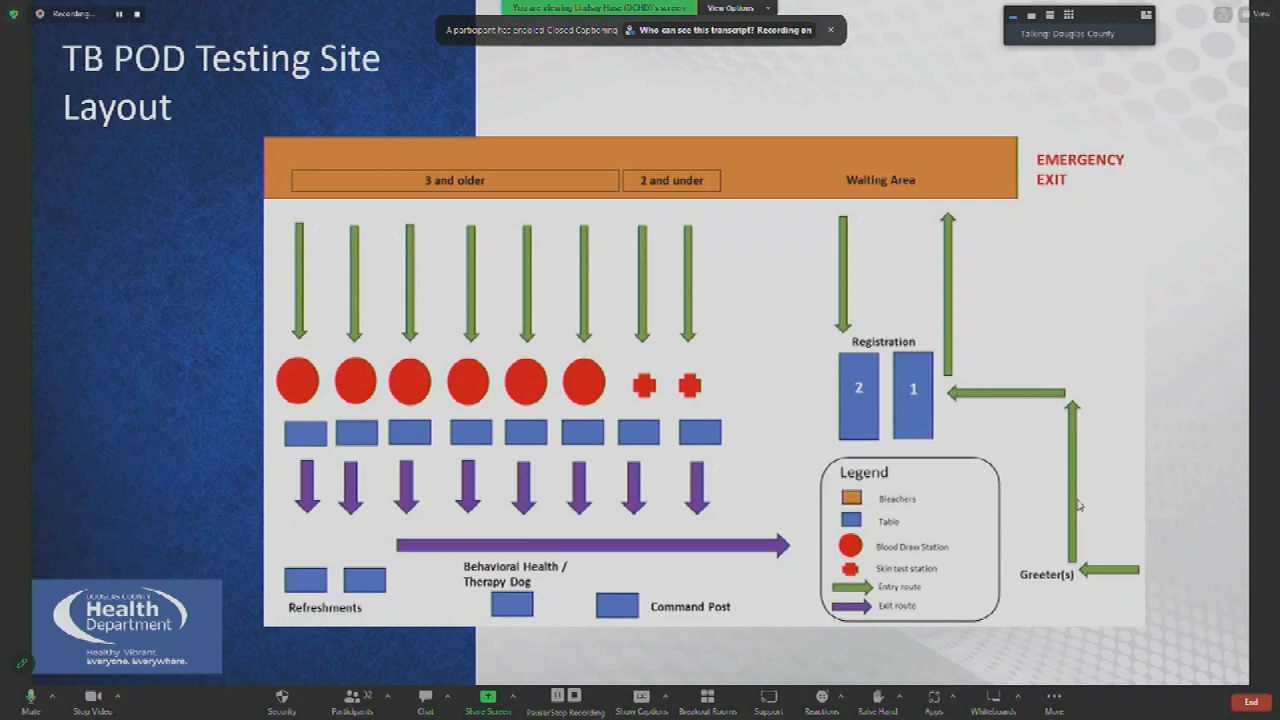 Recording...
You are viewing Lindsay Huse (DCHD)'s screen
View Options
A participant has enabled Closed Captioning
Who can see this transcript? Recording on
Talking: Douglas County
View
TB POD Testing Site
Layout
EMERGENCY
EXIT
3 and older
2 and under
Waiting Area
Registration
2
1
Legend
Bleachers
Table
Blood Draw Station
Skin test station
Entry route
Exit route
Greeter(s)
Behavioral Health /
Therapy Dog
Refreshments
Command Post
DOUGLAS COUNTY
Health
Department
Healthy. Vibrant.
Everyone. Everywhere.
Mute
Stop Video
Security
Participants
32
Chat
Share Screen
Pause/Stop Recording
Show Captions
Breakout Rooms
Support
Reactions
Raise Hand
Apps
Whiteboards
More
End